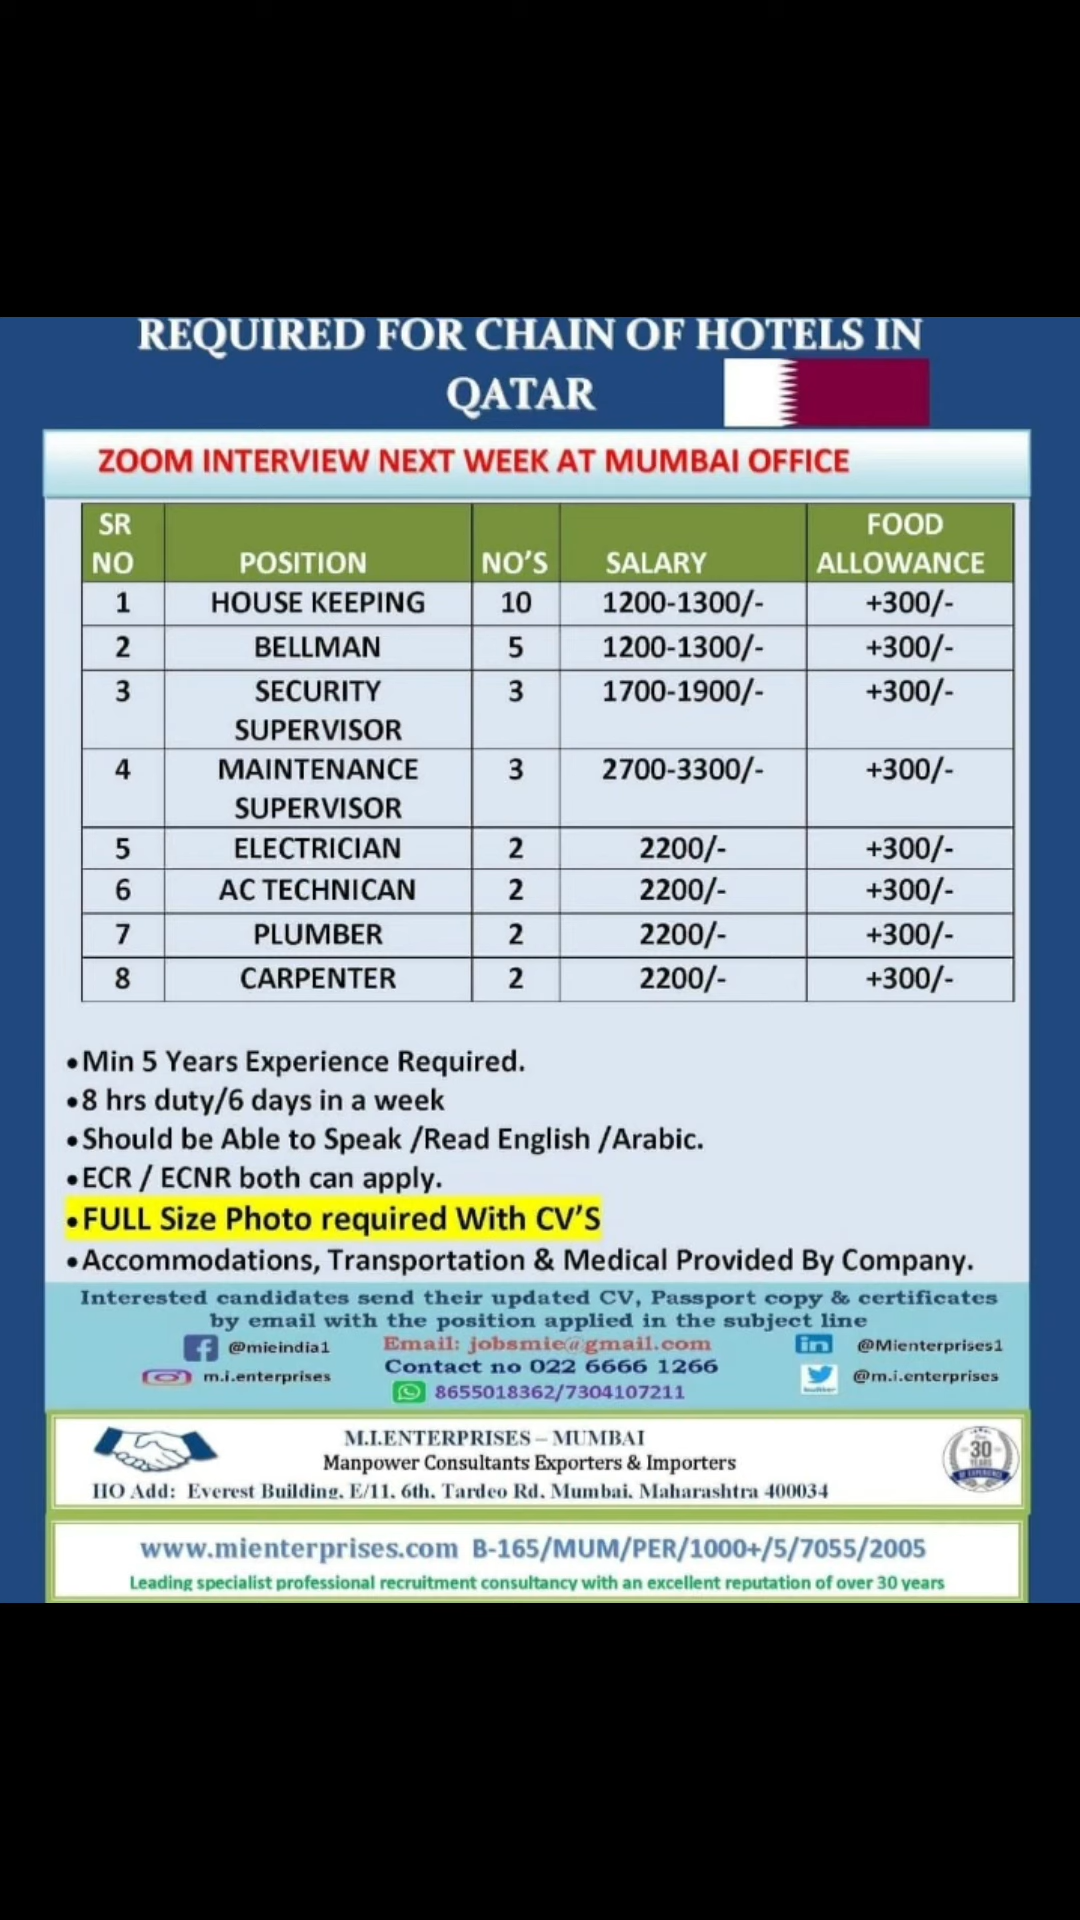 REQUIRED FOR CHAIN OF HOTELS IN
QATAR
ZOOM INTERVIEW NEXT WEEK AT MUMBAI OFFICE
SR NO POSITION NO'S SALARY FOOD ALLOWANCE
1 HOUSE KEEPING 10 1200-1300/- +300/-
2 BELLMAN 5 1200-1300/- +300/-
3 SECURITY SUPERVISOR 3 1700-1900/- +300/-
4 MAINTENANCE SUPERVISOR 3 2700-3300/- +300/-
5 ELECTRICIAN 2 2200/- +300/-
6 AC TECHNICAN 2 2200/- +300/-
7 PLUMBER 2 2200/- +300/-
8 CARPENTER 2 2200/- +300/-
•Min 5 Years Experience Required.
•8 hrs duty/6 days in a week
•Should be Able to Speak /Read English /Arabic.
•ECR / ECNR both can apply.
•FULL Size Photo required With CV'S
•Accommodations, Transportation & Medical Provided By Company.
Interested candidates send their updated CV, Passport copy & certificates
by email with the position applied in the subject line
@mieindia1 Email: jobsmie@gmail.com in @Mienterprises1
m.i.enterprises Contact no 022 6666 1266 @m.i.enterprises
8655018362/7304107211
M.I.ENTERPRISES – MUMBAI
Manpower Consultants Exporters & Importers
HO Add: Everest Building, E/11, 6th, Tardeo Rd, Mumbai, Maharashtra 400034
30
YEARS
www.mienterprises.com B-165/MUM/PER/1000+/5/7055/2005
Leading specialist professional recruitment consultancy with an excellent reputation of over 30 years